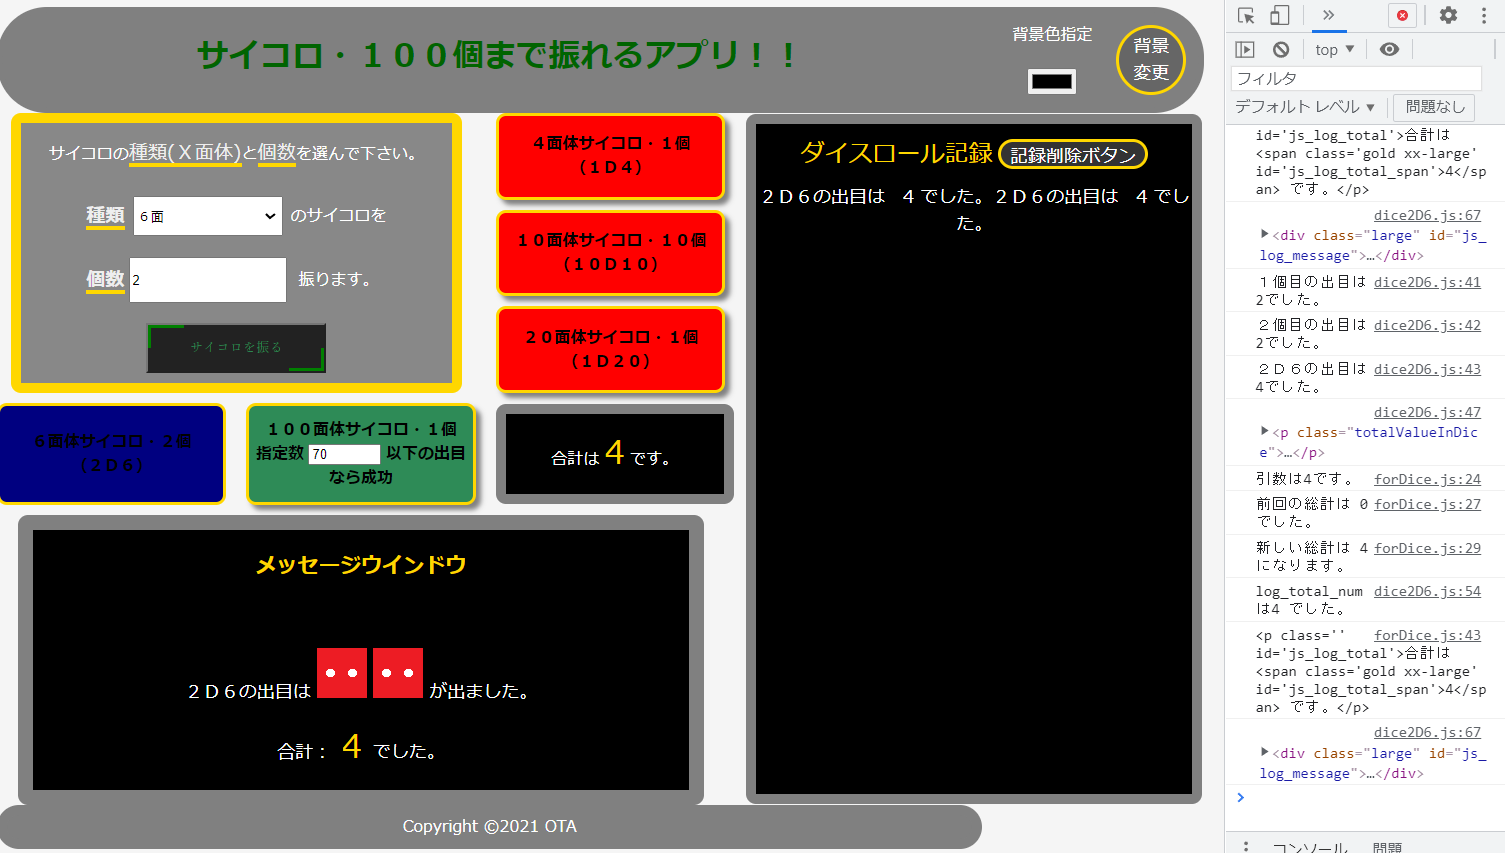 サイコロ・１００個まで振れるアプリ！！
背景色指定
背景
変更
サイコロの種類(Ｘ面体)と個数を選んで下さい。
種類 ６面 のサイコロを
個数 2 振ります。
サイコロを振る
４面体サイコロ・１個
（１Ｄ４）
１０面体サイコロ・１０個
（１０Ｄ１０）
２０面体サイコロ・１個
（１Ｄ２０）
６面体サイコロ・２個
（２Ｄ６）
１００面体サイコロ・１個
指定数 70 以下の出目
なら成功
合計は 4 です。
メッセージウインドウ
２Ｄ６の出目は が出ました。
合計： 4 でした。
ダイスロール記録 記録削除ボタン
２Ｄ６の出目は 4 でした。２Ｄ６の出目は 4 でし
た。
Copyright ©2021 OTA
top ▼
フィルタ
デフォルト レベル ▼ 問題なし
id='js_log_total'>合計は
<span class='gold xx-large'
id='js_log_total_span'>4</sp
an> です。</p>
dice2D6.js:67
<div class="large" id="js_
log_message">…</div>
１個目の出目は dice2D6.js:41
2でした。
２個目の出目は dice2D6.js:42
2でした。
２Ｄ６の出目は dice2D6.js:43
4でした。
dice2D6.js:47
<p class="totalValueInDic
e">…</p>
引数は4です。 forDice.js:24
前回の総計は 0 forDice.js:27
でした。
新しい総計は 4 forDice.js:29
になります。
log_total_num dice2D6.js:54
は4 でした。
<p class='' forDice.js:43
id='js_log_total'>合計は
<span class='gold xx-large'
id='js_log_total_span'>4</sp
an> です。</p>
dice2D6.js:67
<div class="large" id="js_
log_message">…</div>
コンソール 問題